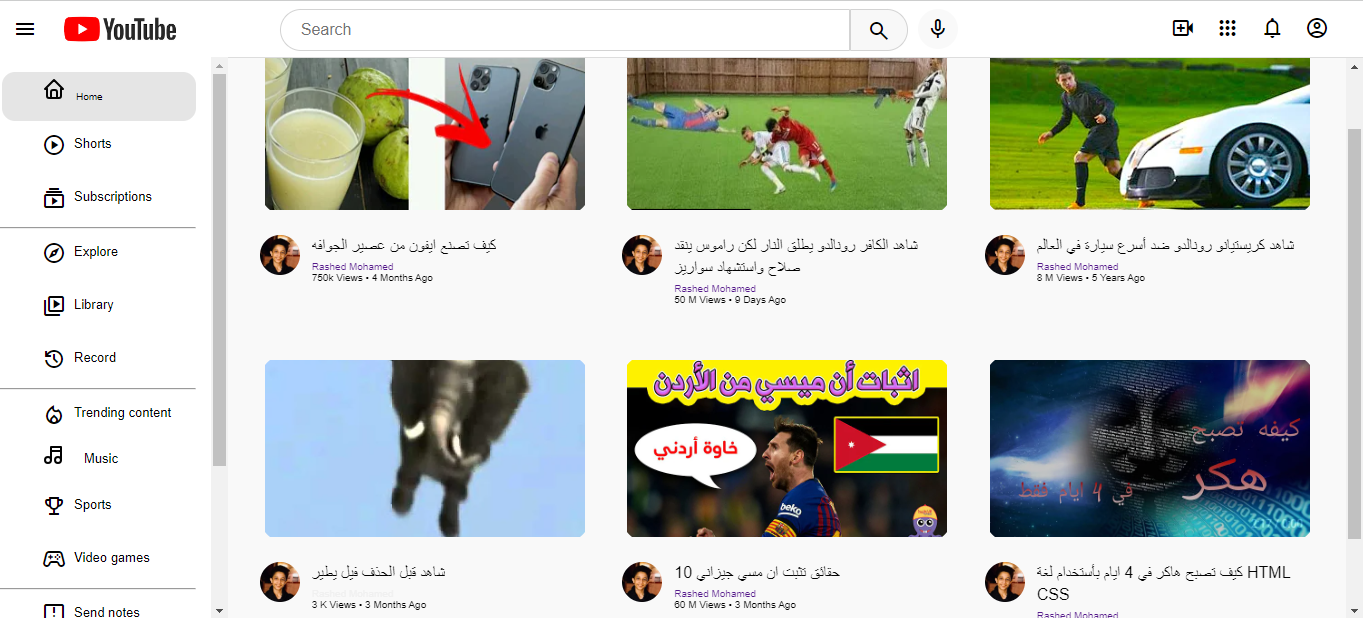 YouTube
Search
Home
Shorts
Subscriptions
Explore
Library
Record
Trending content
Music
Sports
Video games
Send notes
كيف تصنع ايفون من عصير الجوافه
Rashed Mohamed
750k Views • 4 Months Ago
شاهد الكافر رونالدو يطلق النار لكن راموس ينقد
صلاح واستشهاد سواريز
Rashed Mohamed
50 M Views • 9 Days Ago
شاهد كريستيانو رونالدو ضد أسرع سيارة في العالم
Rashed Mohamed
8 M Views • 5 Years Ago
شاهد قبل الحذف فيل يطير
Rashed Mohamed
3 K Views • 3 Months Ago
اثبات أن ميسي من الأردن
خاوة أردني
beko
حقائق تثبت ان مسي جيزاني 10
Rashed Mohamed
60 M Views • 3 Months Ago
كيفه تصبح
هكر
في 4 ايام فقط
كيف تصبح هاكر في 4 ايام بأستخدام لغة HTML
CSS
Rashed Mohamed